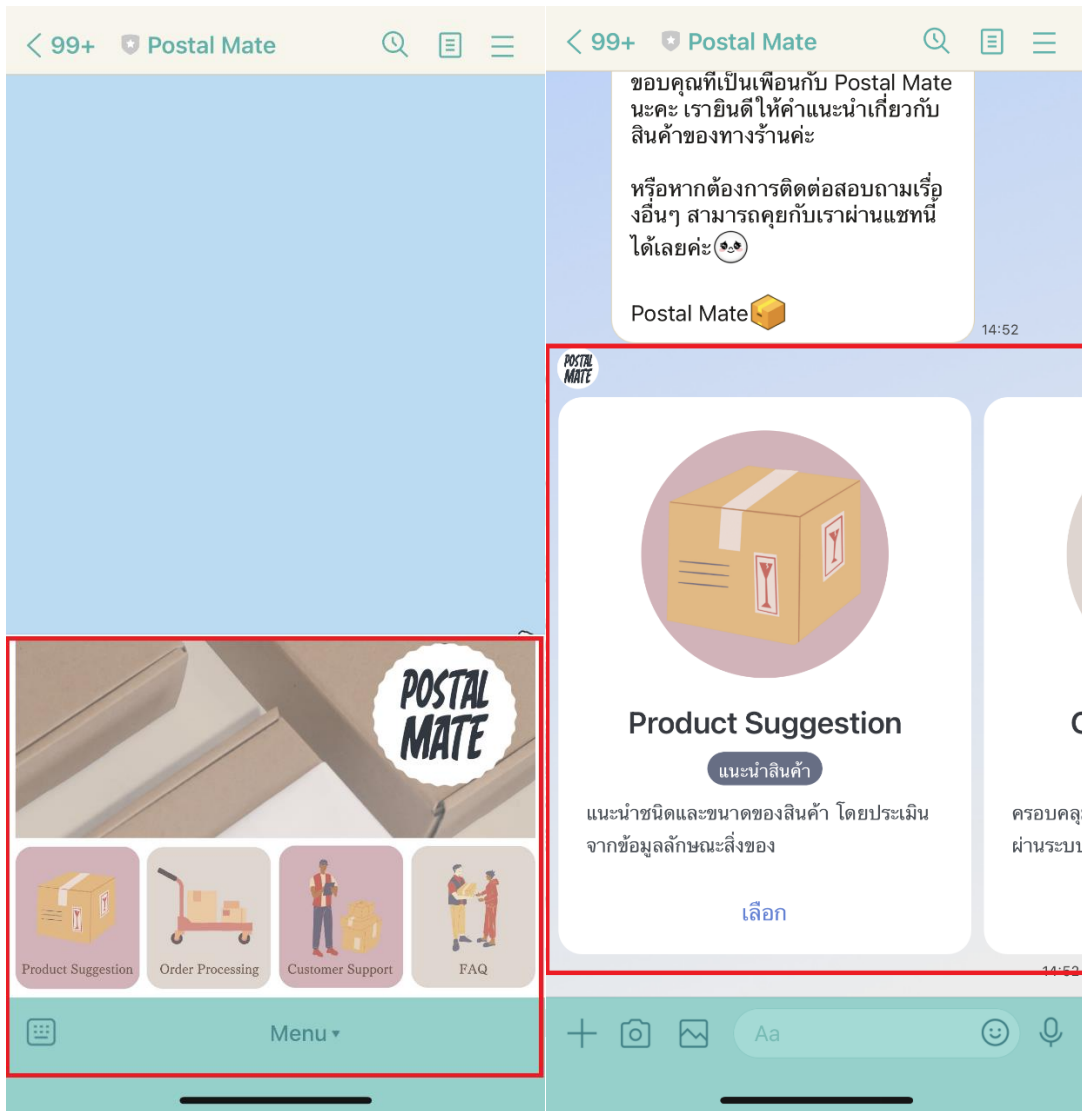 99+ Postal Mate
POSTAL
MATE
Product Suggestion
Order Processing
Customer Support
FAQ
Menu
99+ Postal Mate
ขอบคุณที่เป็นเพื่อนกับ Postal Mate
นะคะ เรายินดีให้คำแนะนำเกี่ยวกับ
สินค้าของทางร้านค่ะ
หรือหากต้องการติดต่อสอบถามเรื่อ
งอื่นๆ สามารถคุยกับเราผ่านแชทนี้
ได้เลยค่ะ
Postal Mate
14:52
POSTAL
MATE
Product Suggestion
แนะนำสินค้า
แนะนำชนิดและขนาดของสินค้า โดยประเมิน
จากข้อมูลลักษณะสิ่งของ
เลือก
ผ่านระบบ
14:52
Aa